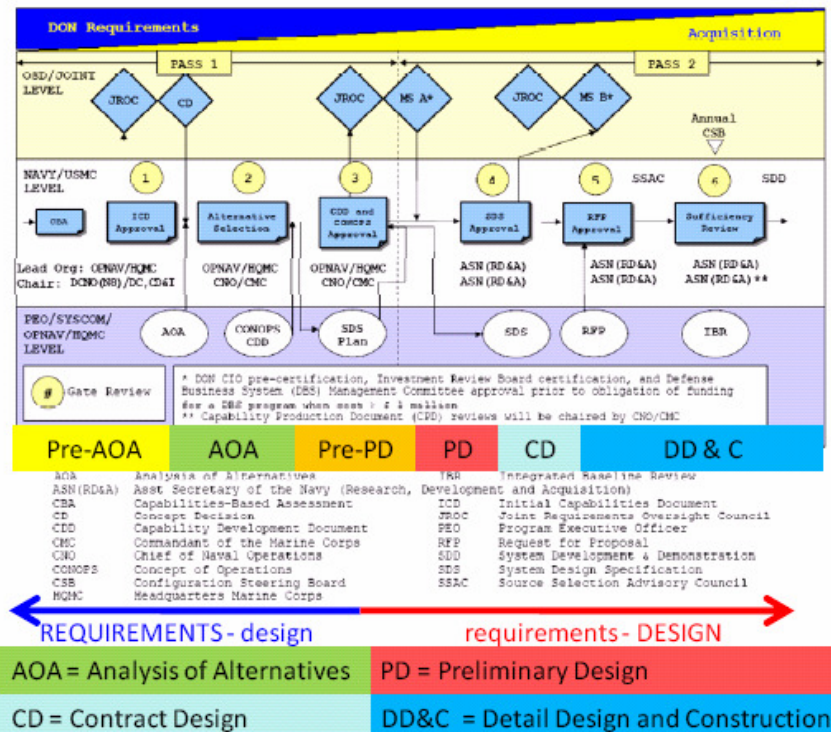 DON Requirements
Acquisition
PASS 1
PASS 2
OSD/JOINT
LEVEL
JROC
CD
JROC
MS A*
JROC
MS B*
Annual
CSB
NAVY/USMC
LEVEL
1
2
3
4
5
SSAC
6
SDD
CBA
ICD
Approval
Alternative
Selection
CDD and
CONOPS
Approval
SDS
Approval
RFP
Approval
Sufficiency
Review
Lead Org: OPNAV/HQMC
Chair: DCNO(N8)/DC,CD&I
OPNAV/HQMC
CNO/CMC
OPNAV/HQMC
CNO/CMC
ASN(RD&A)
ASN(RD&A)
ASN(RD&A)
ASN(RD&A)
ASN(RD&A)
ASN(RD&A)**
PEO/SYSCOM/
OPNAV/HQMC
LEVEL
AOA
CONOPS
CDD
SDS
Plan
SDS
RFP
IBR
# Gate Review
* DON CIO pre-certification, Investment Review Board certification, and Defense
Business System (DBS) Management Committee approval prior to obligation of funding
for a DBS program when cost > $ 1 million
** Capability Production Document (CPD) reviews will be chaired by CNO/CMC
Pre-AOA
AOA
Pre-PD
PD
CD
DD & C
AOA Analysis of Alternatives
IBR Integrated Baseline Review
ASN(RD&A) Asst Secretary of the Navy (Research, Development and Acquisition)
CBA Capabilities-Based Assessment
ICD Initial Capabilities Document
CD Concept Decision
JROC Joint Requirements Oversight Council
CDD Capability Development Document
PEO Program Executive Officer
CMC Commandant of the Marine Corps
RFP Request for Proposal
CNO Chief of Naval Operations
SDD System Development & Demonstration
CONOPS Concept of Operations
SDS System Design Specification
CSB Configuration Steering Board
SSAC Source Selection Advisory Council
HQMC Headquarters Marine Corps
REQUIREMENTS - design
requirements - DESIGN
AOA = Analysis of Alternatives
PD = Preliminary Design
CD = Contract Design
DD&C = Detail Design and Construction